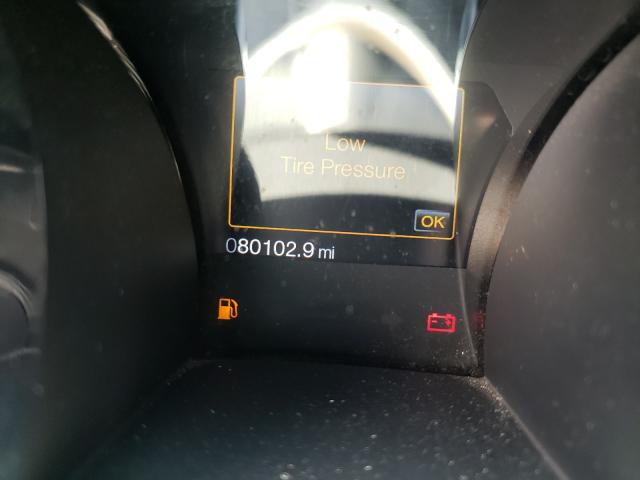 Low
Tire Pressure
OK
080102.9 mi